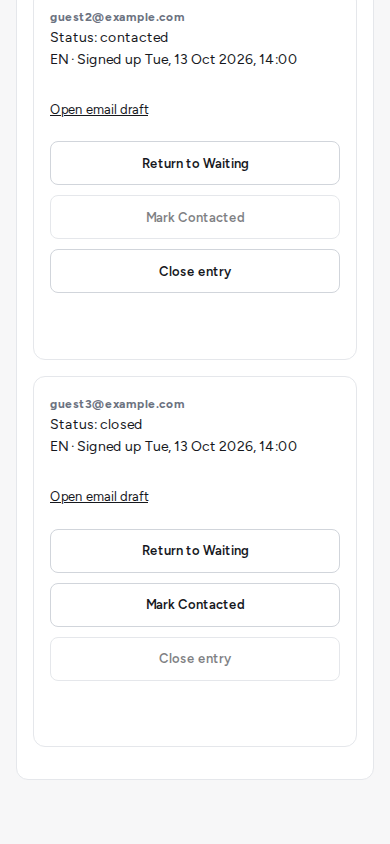 guest2@example.com
Status: contacted
EN · Signed up Tue, 13 Oct 2026, 14:00
Open email draft
Return to Waiting
Mark Contacted
Close entry
guest3@example.com
Status: closed
EN · Signed up Tue, 13 Oct 2026, 14:00
Open email draft
Return to Waiting
Mark Contacted
Close entry